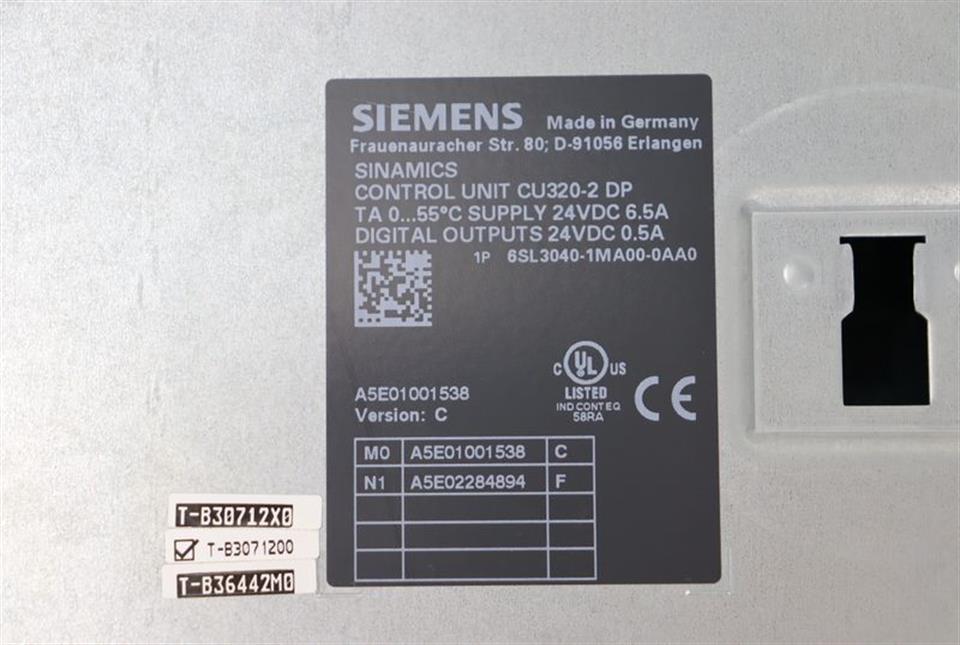 SIEMENS Made in Germany
Frauenauracher Str. 80; D-91056 Erlangen
SINAMICS
CONTROL UNIT CU320-2 DP
TA 0...55°C SUPPLY 24VDC 6.5A
DIGITAL OUTPUTS 24VDC 0.5A
1P 6SL3040-1MA00-0AA0
C UL US
LISTED
IND CONT EQ
58RA
CE
A5E01001538
Version: C
M0 A5E01001538 C
N1 A5E02284894 F
T-B30712X0
T-B3071200
T-B36442M0